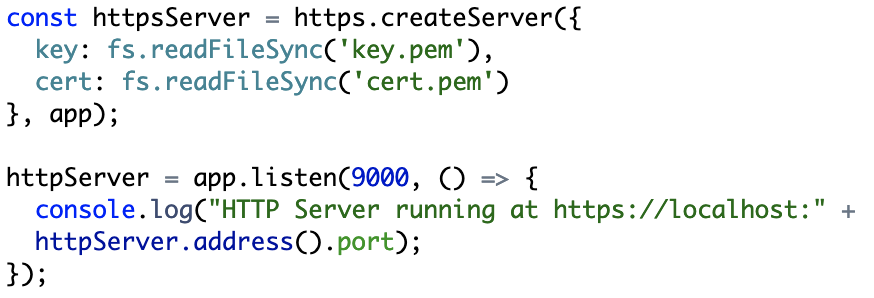 const httpsServer = https.createServer({
  key: fs.readFileSync('key.pem'),
  cert: fs.readFileSync('cert.pem')
}, app);

httpServer = app.listen(9000, () => {
  console.log("HTTP Server running at https://localhost:" +
  httpServer.address().port);
});